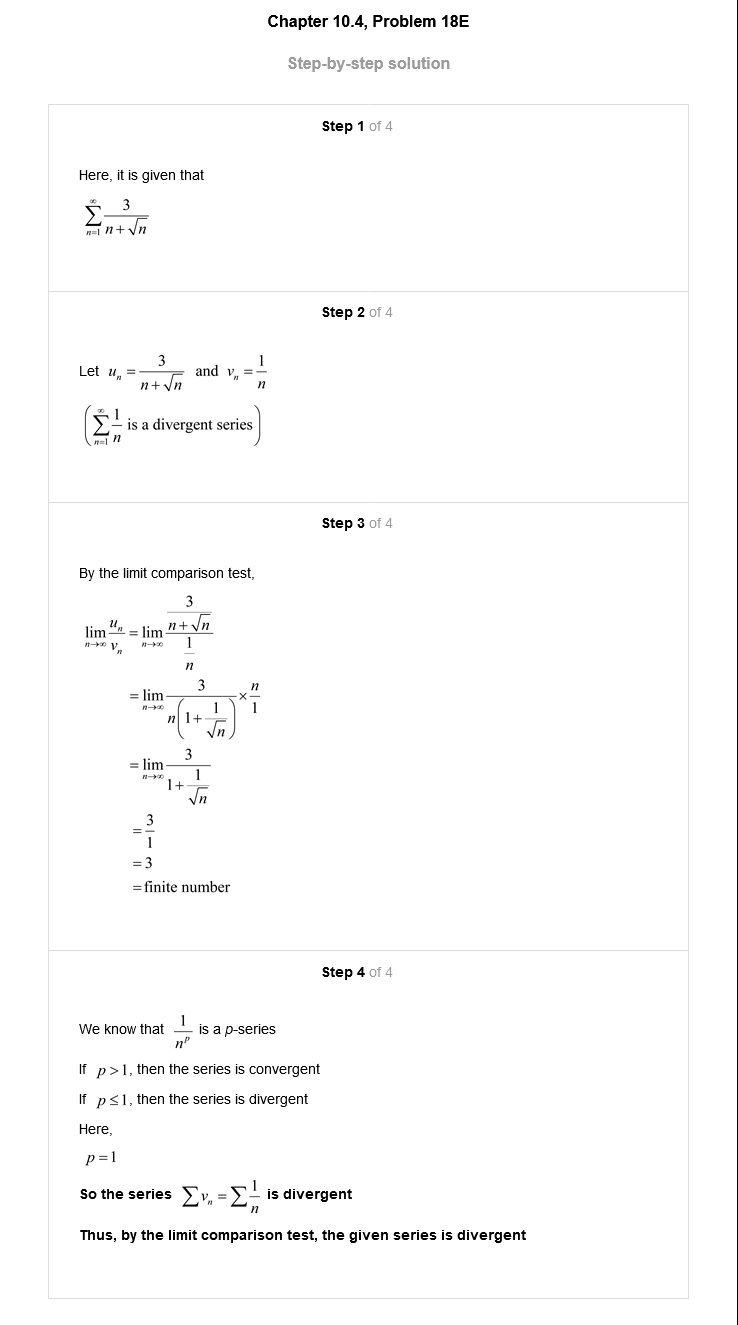 Chapter 10.4, Problem 18E
Step-by-step solution
Step 1 of 4
Here, it is given that
$\sum_{n=1}^{\infty} \frac{3}{n+\sqrt{n}}$
Step 2 of 4
Let $u_n = \frac{3}{n+\sqrt{n}}$ and $v_n = \frac{1}{n}$
$\left( \sum_{n=1}^{\infty} \frac{1}{n} \text{ is a divergent series} \right)$
Step 3 of 4
By the limit comparison test,
$\lim_{n \to \infty} \frac{u_n}{v_n} = \lim_{n \to \infty} \frac{\frac{3}{n+\sqrt{n}}}{\frac{1}{n}}$
$= \lim_{n \to \infty} \frac{3}{n\left(1+\frac{1}{\sqrt{n}}\right)} \times \frac{n}{1}$
$= \lim_{n \to \infty} \frac{3}{1+\frac{1}{\sqrt{n}}}$
$= \frac{3}{1}$
$= 3$
= finite number
Step 4 of 4
We know that $\frac{1}{n^p}$ is a p-series
If $p > 1$, then the series is convergent
If $p \leq 1$, then the series is divergent
Here,
$p = 1$
So the series $\sum v_n = \sum \frac{1}{n}$ is divergent
Thus, by the limit comparison test, the given series is divergent